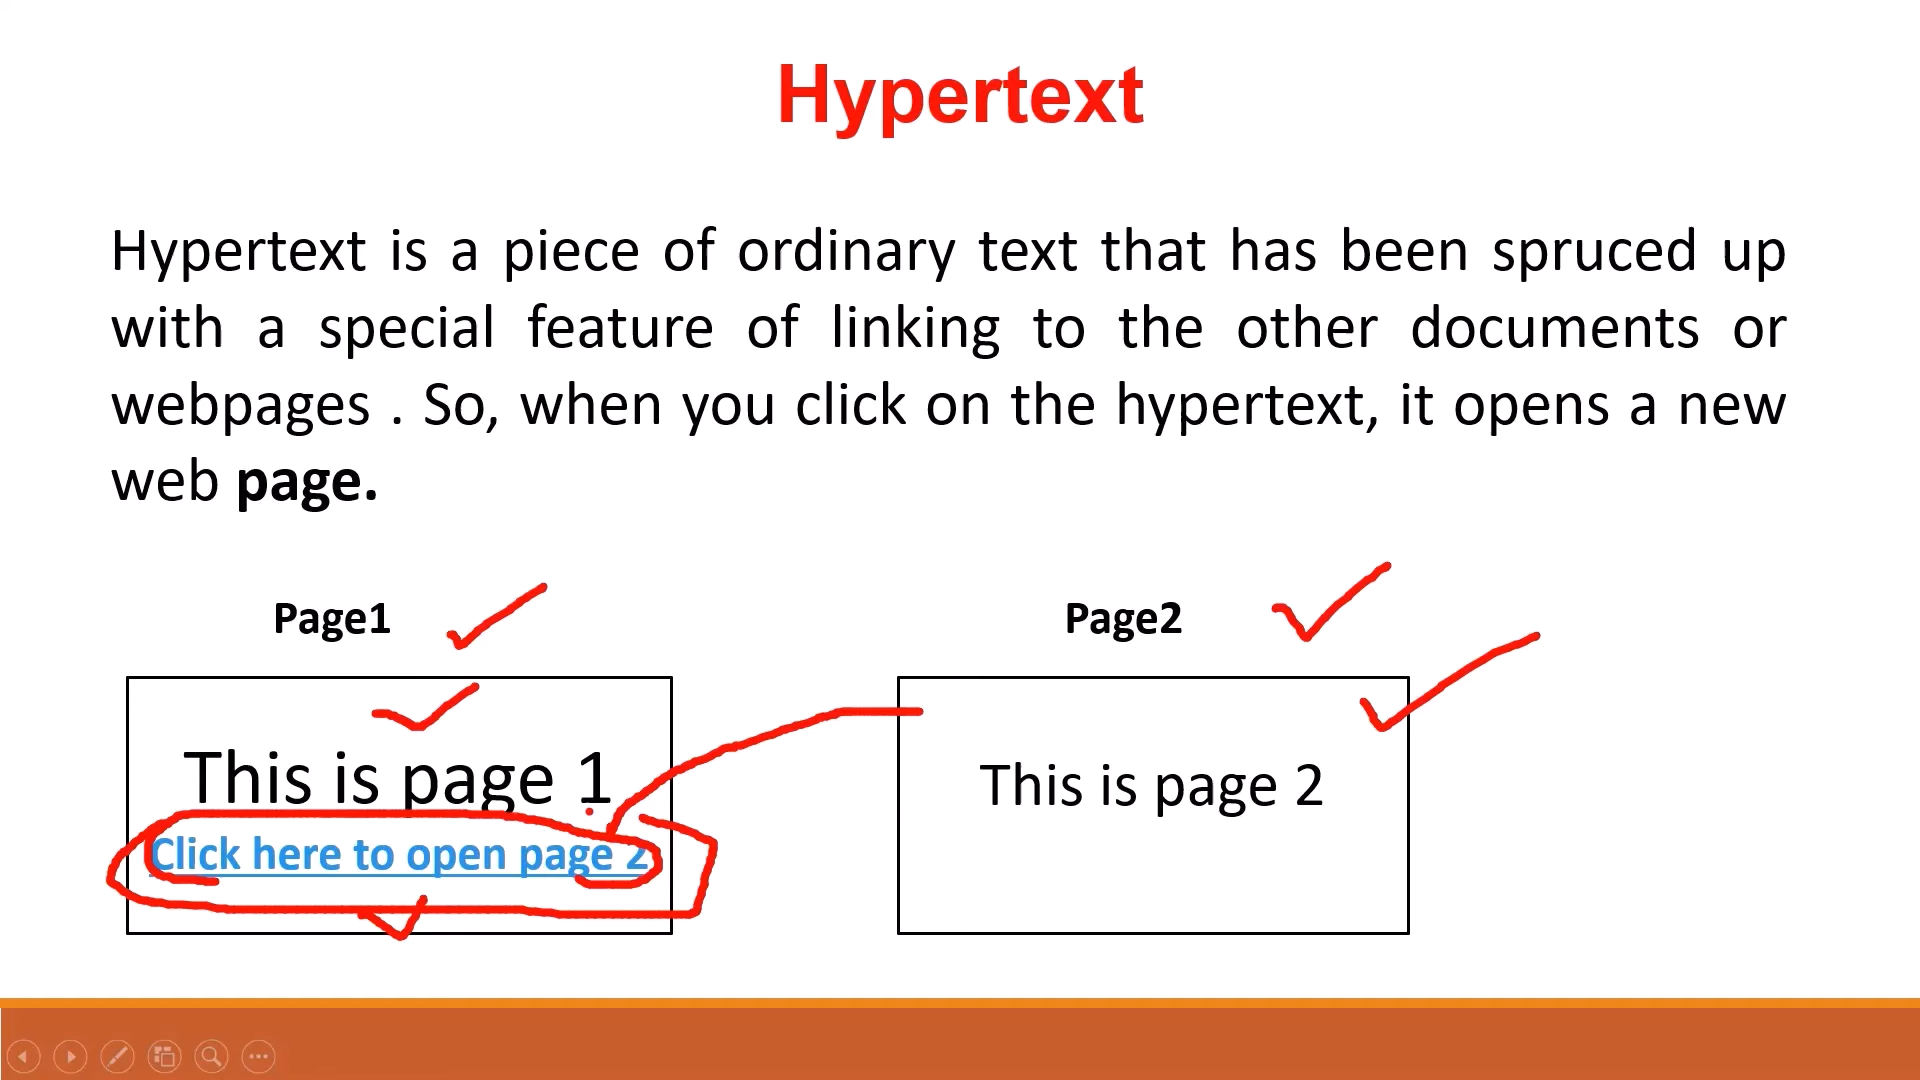 Hypertext
Hypertext is a piece of ordinary text that has been spruced up
with a special feature of linking to the other documents or
webpages . So, when you click on the hypertext, it opens a new
web page.
Page1
Page2
This is page 1
Click here to open page 2
This is page 2